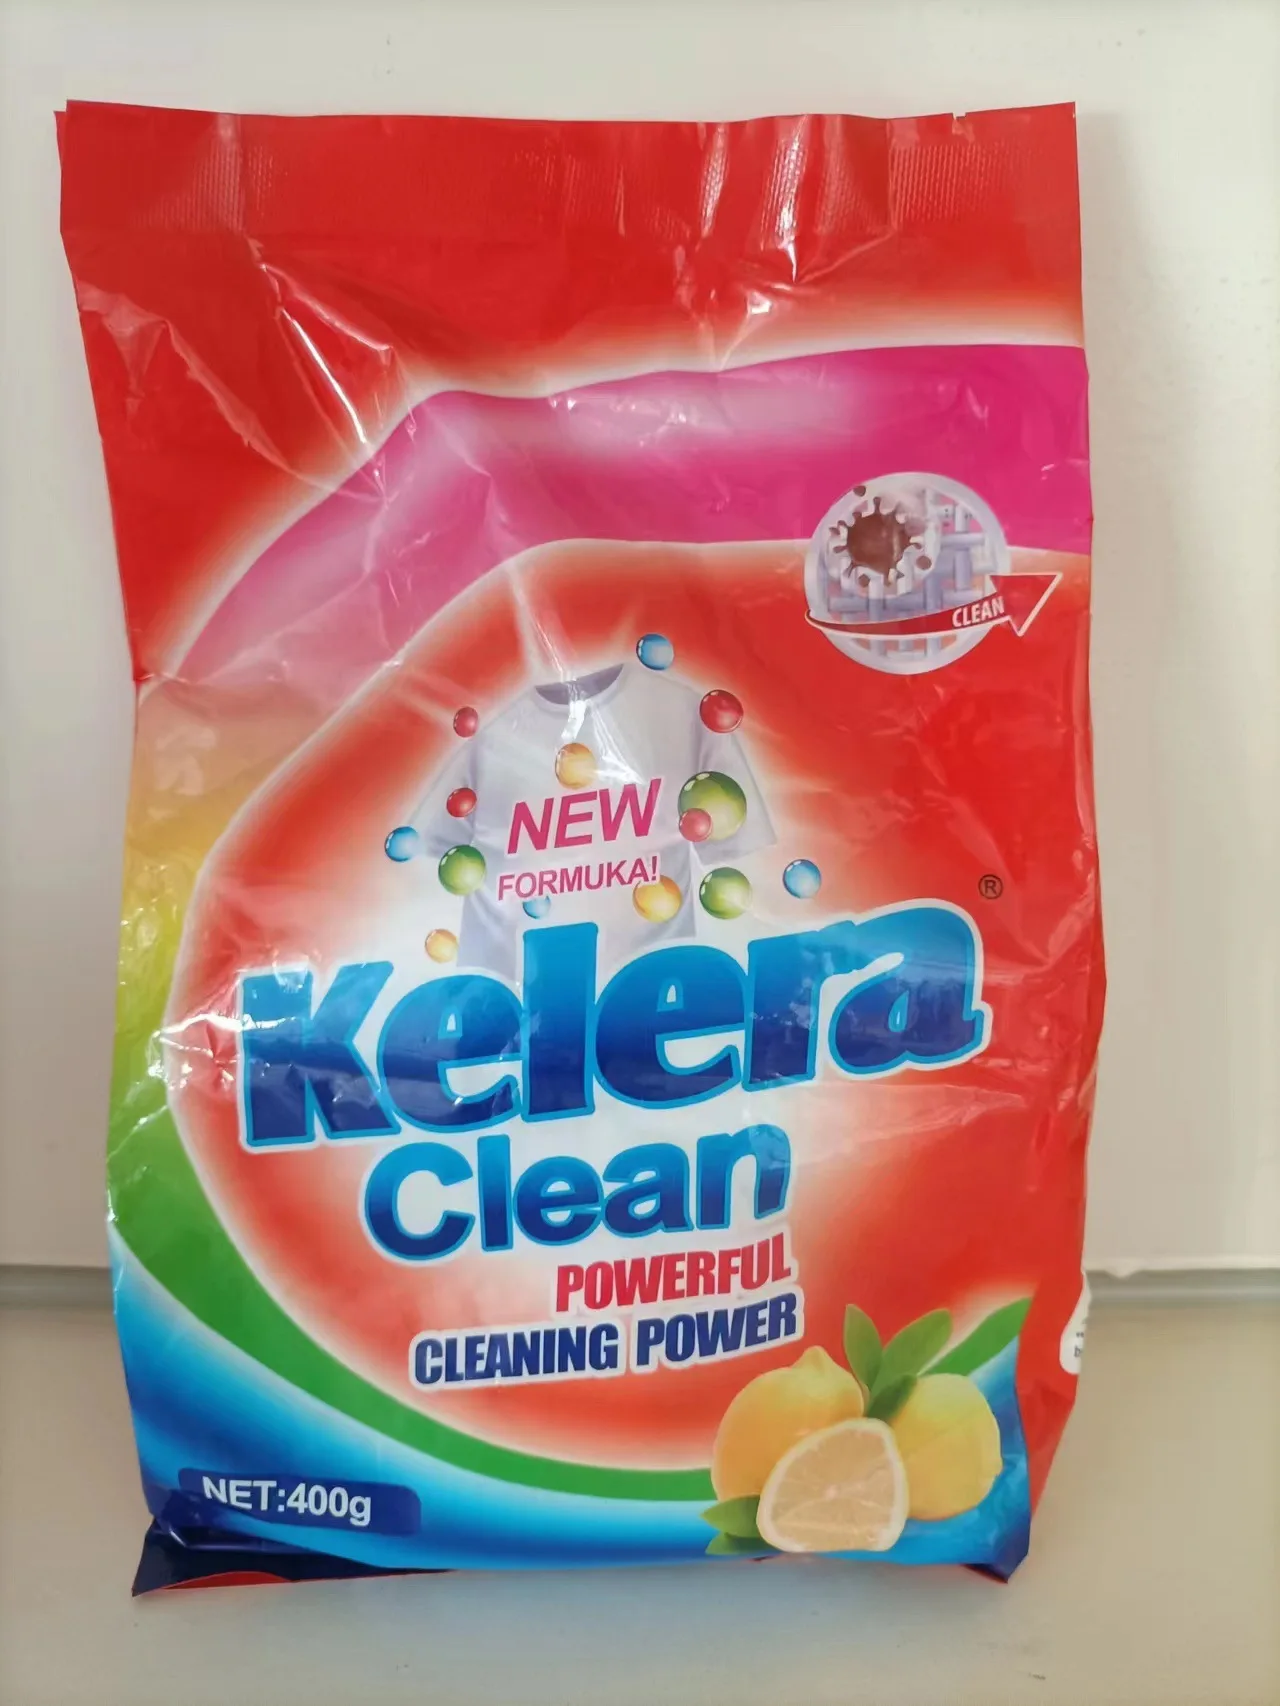 CLEAN
NEW
FORMUKA!
®
Kelera
Clean
POWERFUL
CLEANING POWER
NET:400g